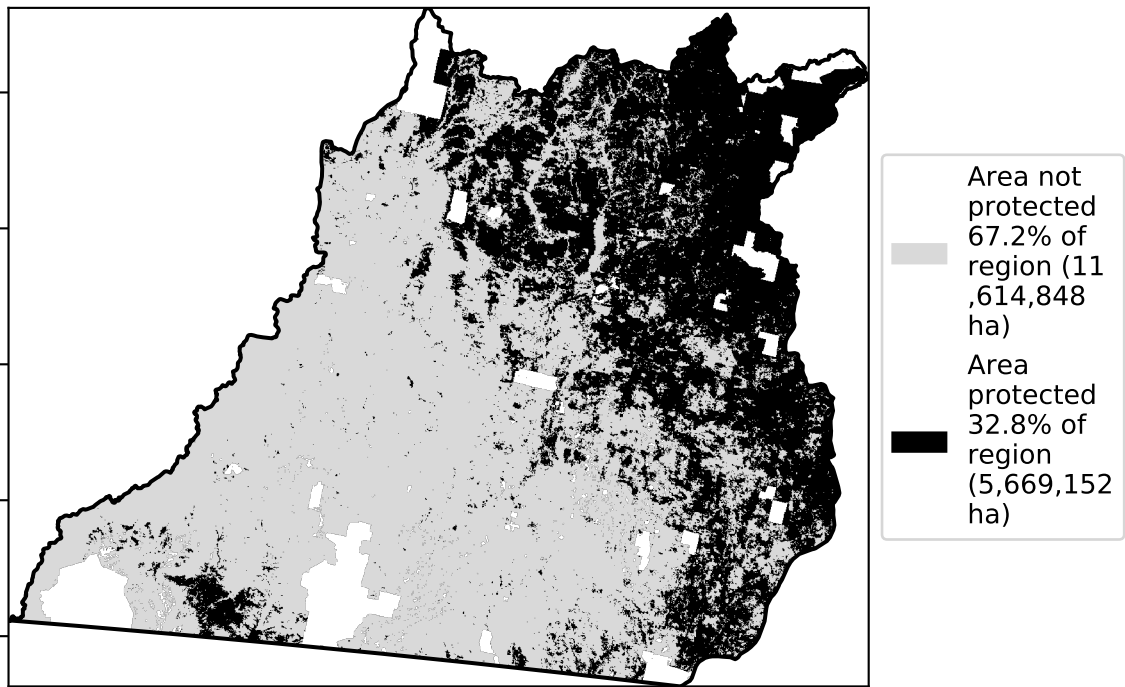 Area not
protected
67.2% of
region (11
,614,848
ha)
Area
protected
32.8% of
region
(5,669,152
ha)